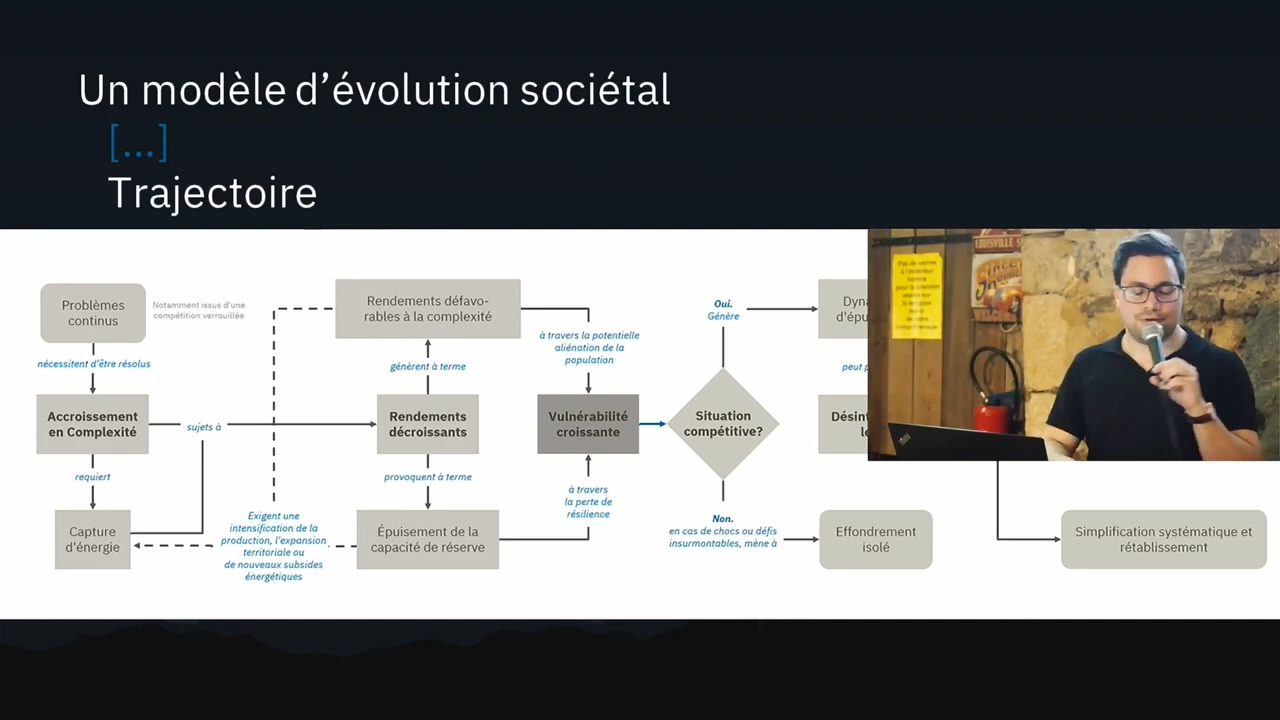 Un modèle d’évolution sociétal
[...]
Trajectoire
Problèmes
continus
Notamment issus d'une
compétition verrouillée
nécessitent d'être résolus
Accroissement
en Complexité
sujets à
requiert
Capture
d'énergie
Exigent une
intensification de la
production, l'expansion
territoriale ou
de nouveaux subsides
énergétiques
Rendements défavo-
rables à la complexité
génèrent à terme
Rendements
décroissants
provoquent à terme
Épuisement de la
capacité de réserve
à travers la potentielle
aliénation de la
population
Vulnérabilité
croissante
à travers
la perte de
résilience
Oui.
Génère
Situation
compétitive?
Non.
en cas de chocs ou défis
insurmontables, mène à
Effondrement
isolé
Simplification systématique et
rétablissement
LOUISVILLE
STREET